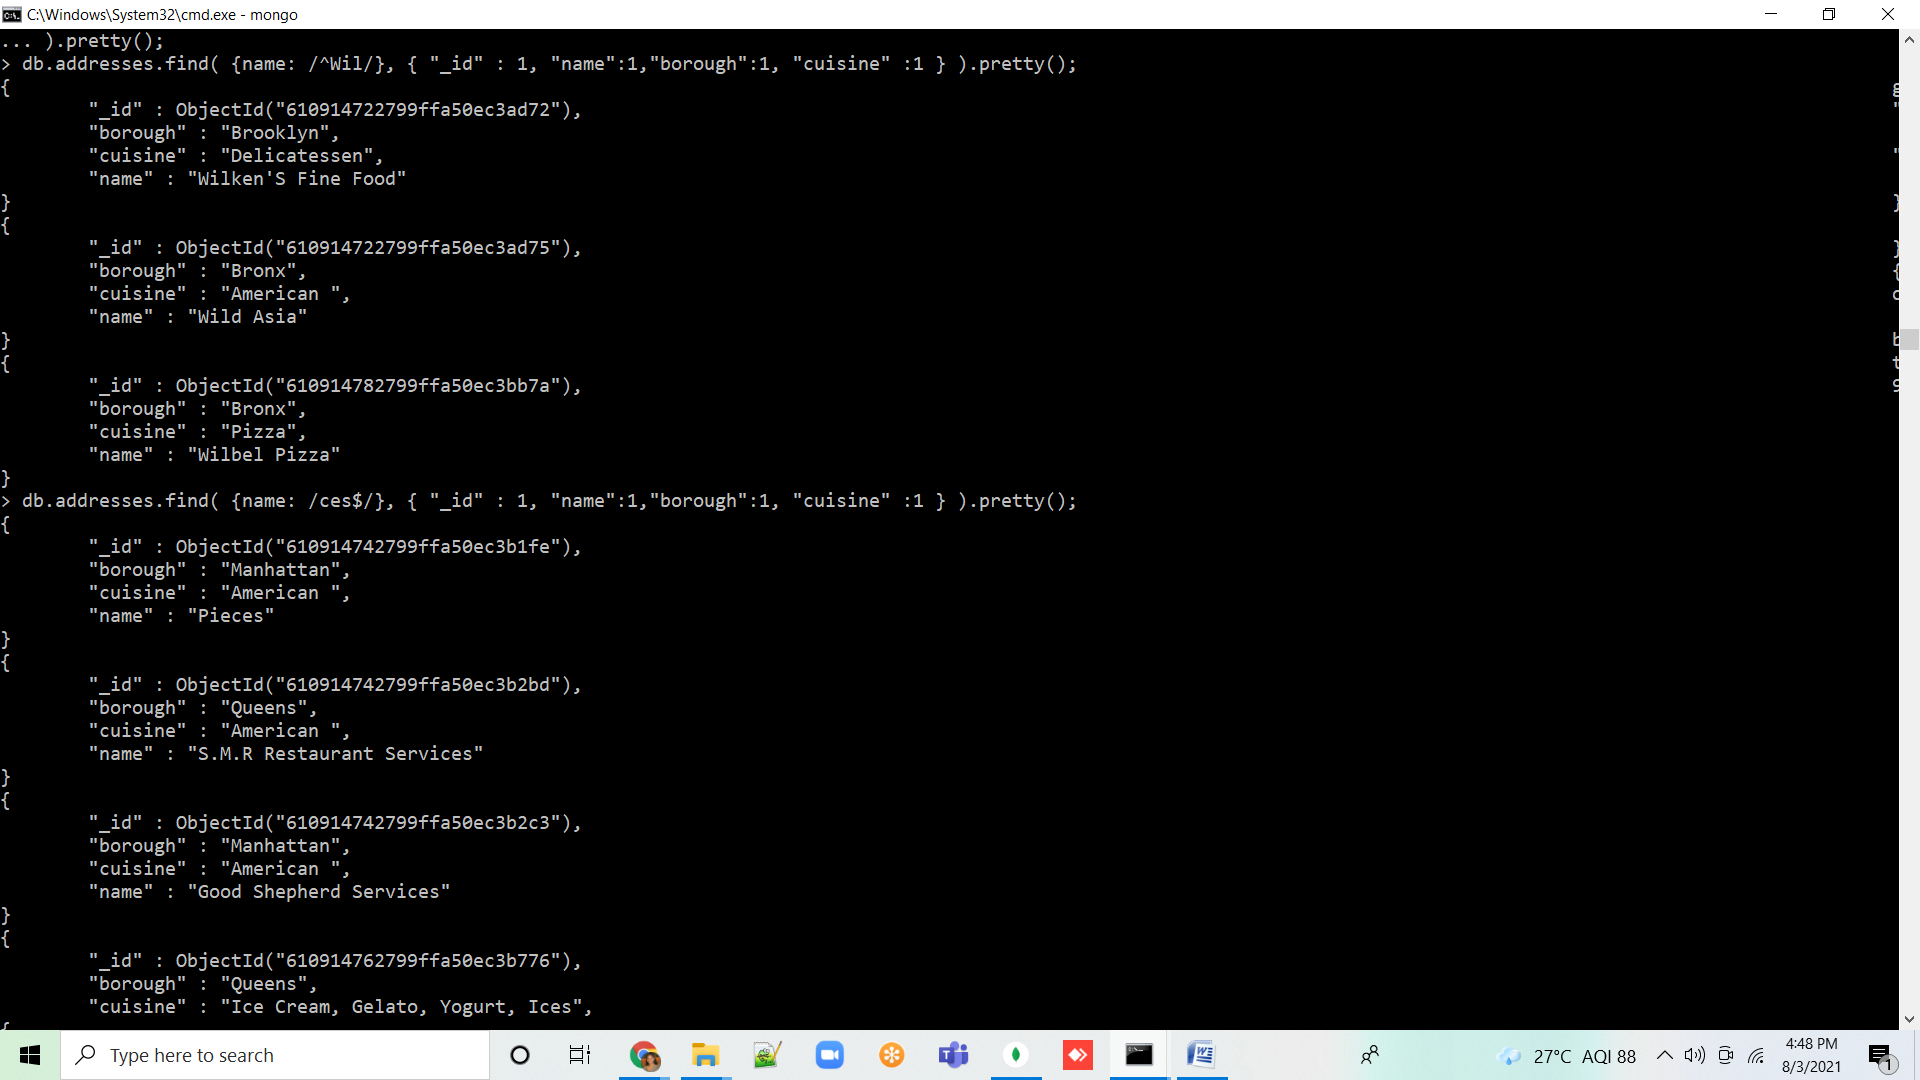 C:\Windows\System32\cmd.exe - mongo
... ).pretty();
> db.addresses.find( {name: /^Wil/}, { "_id" : 1, "name":1,"borough":1, "cuisine" :1 } ).pretty();
{
"_id" : ObjectId("610914722799ffa50ec3ad72"),
"borough" : "Brooklyn",
"cuisine" : "Delicatessen",
"name" : "Wilken'S Fine Food"
}
{
"_id" : ObjectId("610914722799ffa50ec3ad75"),
"borough" : "Bronx",
"cuisine" : "American ",
"name" : "Wild Asia"
}
{
"_id" : ObjectId("610914782799ffa50ec3bb7a"),
"borough" : "Bronx",
"cuisine" : "Pizza",
"name" : "Wilbel Pizza"
}
> db.addresses.find( {name: /ces$/}, { "_id" : 1, "name":1,"borough":1, "cuisine" :1 } ).pretty();
{
"_id" : ObjectId("610914742799ffa50ec3b1fe"),
"borough" : "Manhattan",
"cuisine" : "American ",
"name" : "Pieces"
}
{
"_id" : ObjectId("610914742799ffa50ec3b2bd"),
"borough" : "Queens",
"cuisine" : "American ",
"name" : "S.M.R Restaurant Services"
}
{
"_id" : ObjectId("610914742799ffa50ec3b2c3"),
"borough" : "Manhattan",
"cuisine" : "American ",
"name" : "Good Shepherd Services"
}
{
"_id" : ObjectId("610914762799ffa50ec3b776"),
"borough" : "Queens",
"cuisine" : "Ice Cream, Gelato, Yogurt, Ices",
Type here to search
27°C AQI 88
4:48 PM
8/3/2021
1